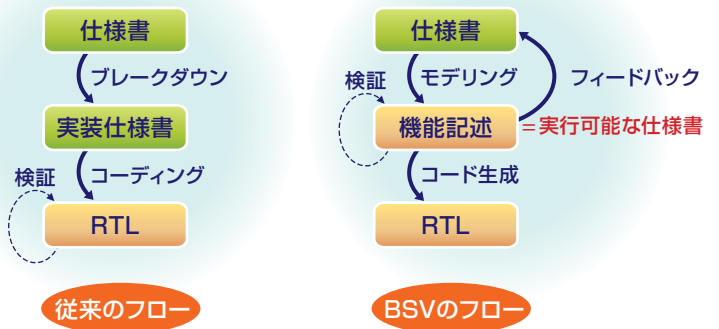 仕様書
ブレークダウン
実装仕様書
検証
コーディング
RTL
従来のフロー
仕様書
検証
モデリング
フィードバック
機能記述
=実行可能な仕様書
コード生成
RTL
BSVのフロー